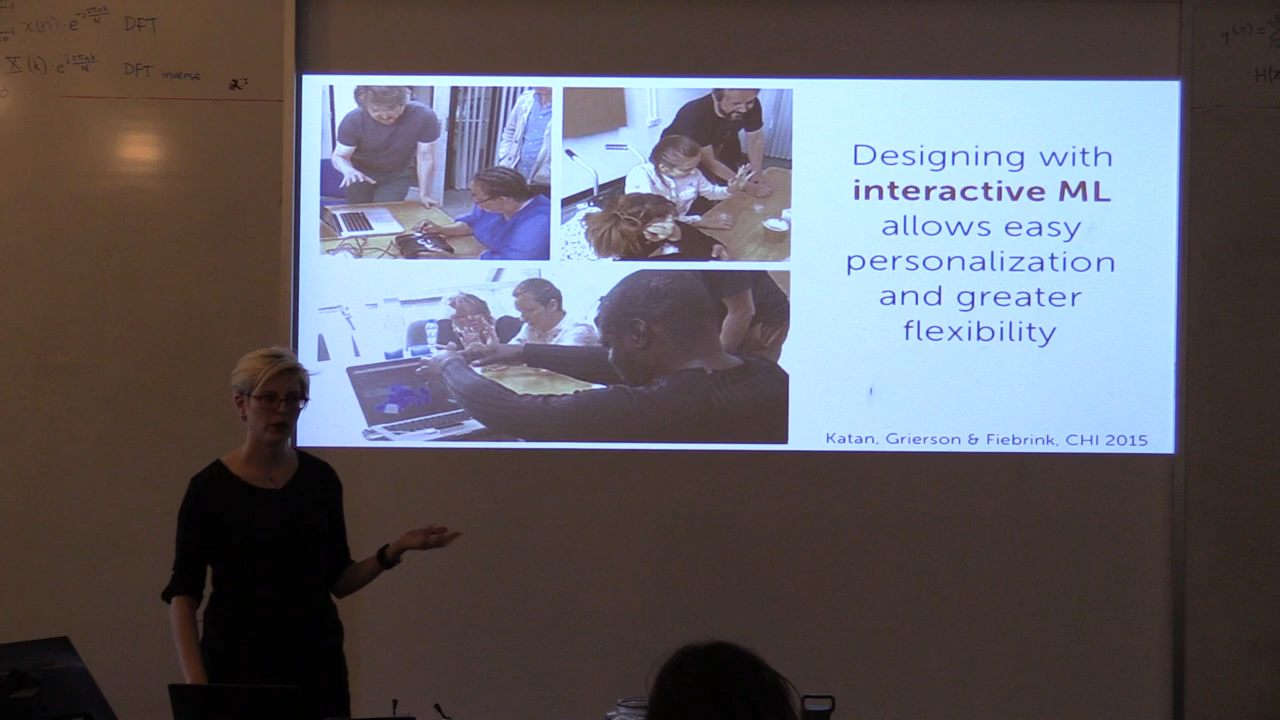 x(n)·e DFT
X(k)·e DFT inverse
Designing with
interactive ML
allows easy
personalization
and greater
flexibility
Katan, Grierson & Fiebrink, CHI 2015
y(n) =